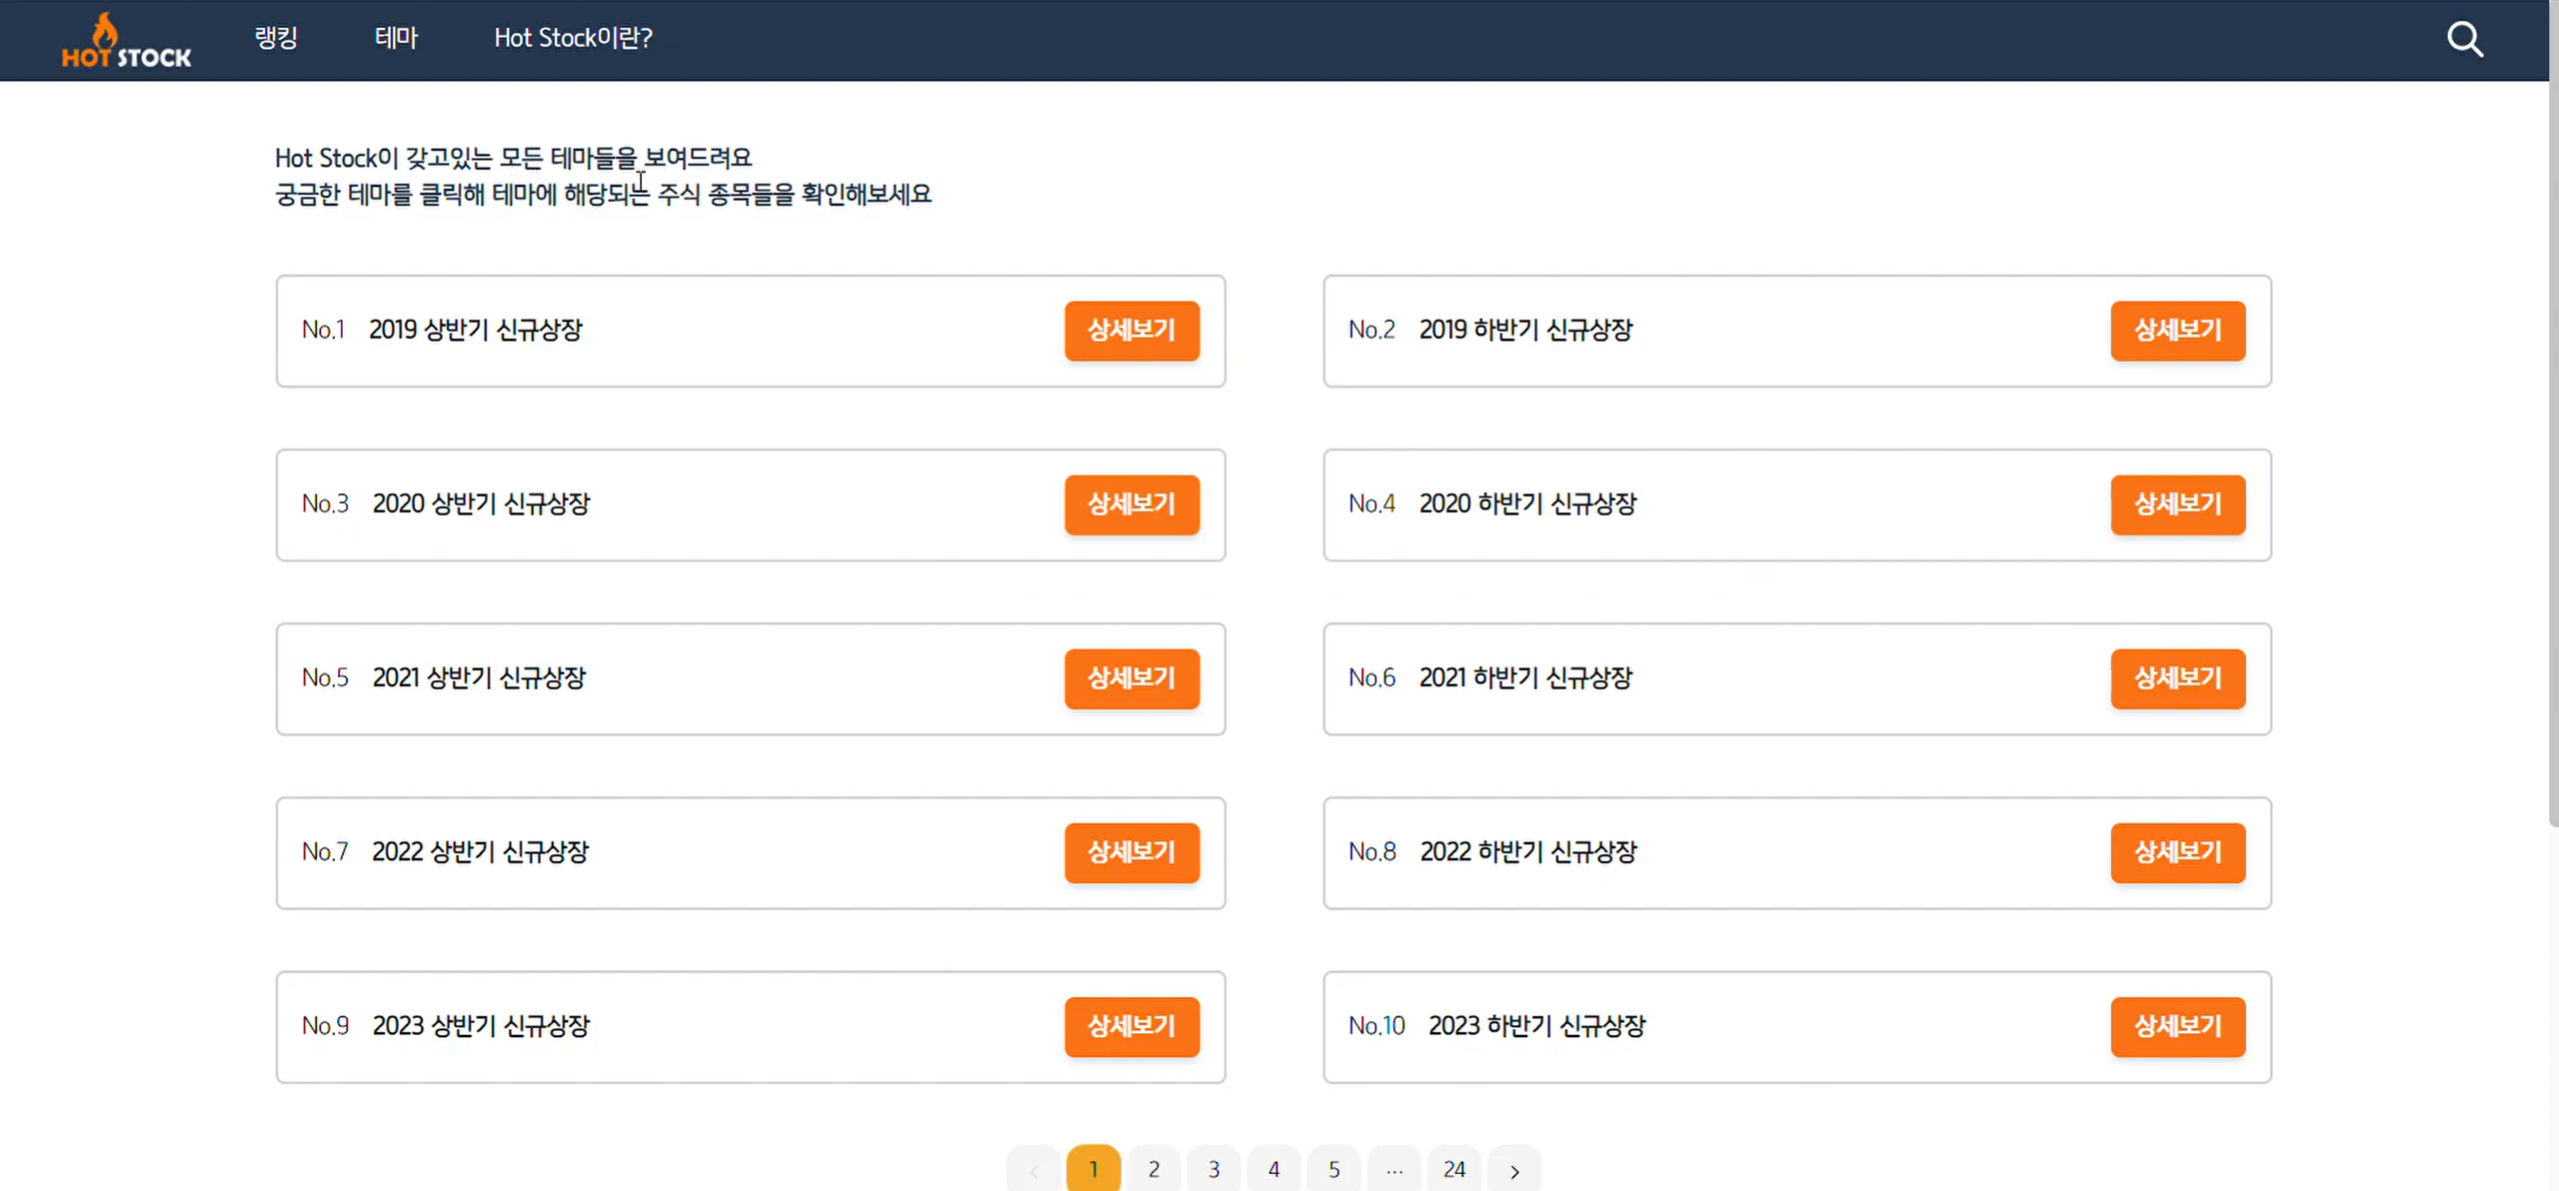 HOT STOCK
랭킹
테마
Hot Stock이란?
Hot Stock이 갖고있는 모든 테마들을 보여드려요
궁금한 테마를 클릭해 테마에 해당되는 주식 종목들을 확인해보세요
No.1 2019 상반기 신규상장 상세보기
No.2 2019 하반기 신규상장 상세보기
No.3 2020 상반기 신규상장 상세보기
No.4 2020 하반기 신규상장 상세보기
No.5 2021 상반기 신규상장 상세보기
No.6 2021 하반기 신규상장 상세보기
No.7 2022 상반기 신규상장 상세보기
No.8 2022 하반기 신규상장 상세보기
No.9 2023 상반기 신규상장 상세보기
No.10 2023 하반기 신규상장 상세보기
< 1 2 3 4 5 ... 24 >